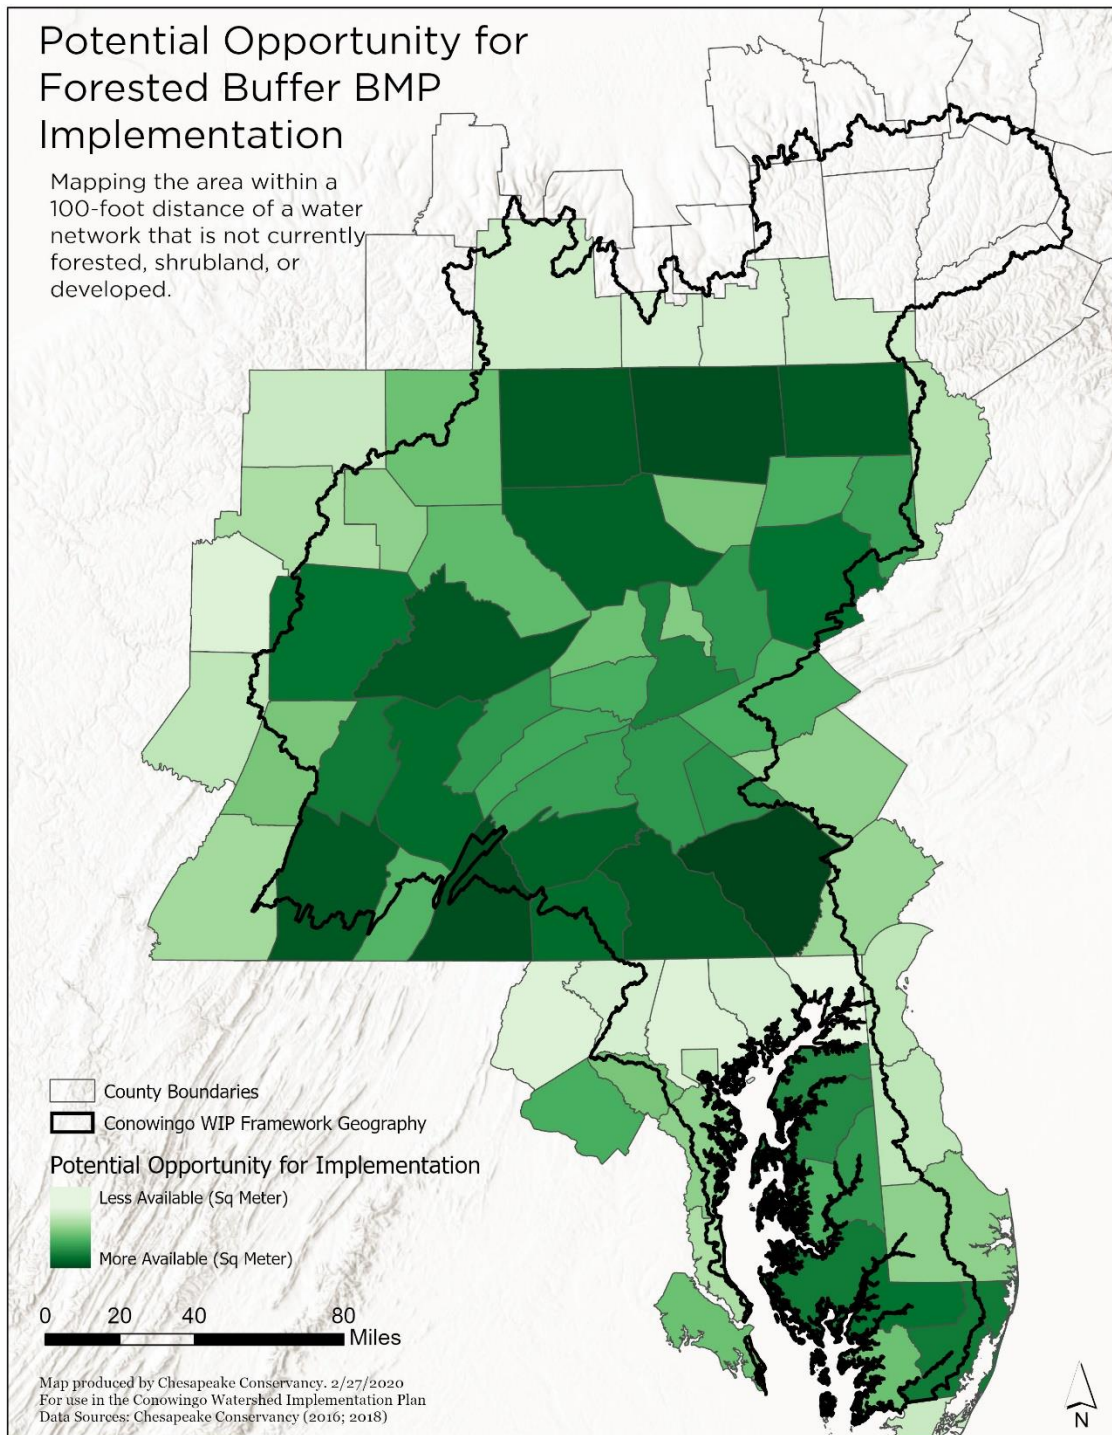 Potential Opportunity for
Forested Buffer BMP
Implementation
Mapping the area within a
100-foot distance of a water
network that is not currently
forested, shrubland, or
developed.
County Boundaries
Conowingo WIP Framework Geography
Potential Opportunity for Implementation
Less Available (Sq Meter)
More Available (Sq Meter)
0 20 40 80
Miles
Map produced by Chesapeake Conservancy. 2/27/2020
For use in the Conowingo Watershed Implementation Plan
Data Sources: Chesapeake Conservancy (2016; 2018)
N